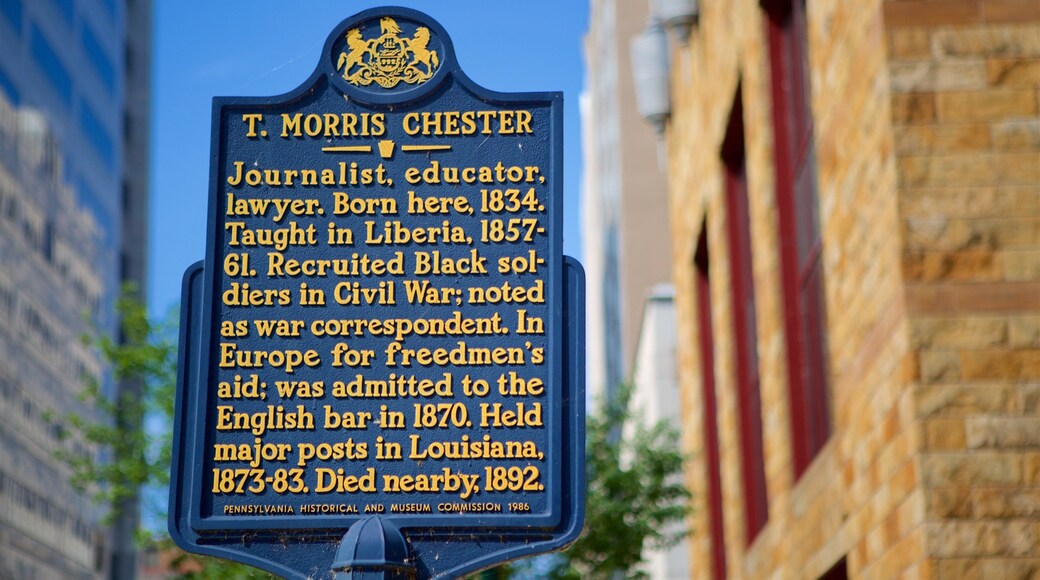 T. MORRIS CHESTER
Journalist, educator,
lawyer. Born here, 1834.
Taught in Liberia, 1857-
61. Recruited Black sol-
diers in Civil War; noted
as war correspondent. In
Europe for freedmen's
aid; was admitted to the
English bar in 1870. Held
major posts in Louisiana,
1873-83. Died nearby, 1892.
PENNSYLVANIA HISTORICAL AND MUSEUM COMMISSION 1986